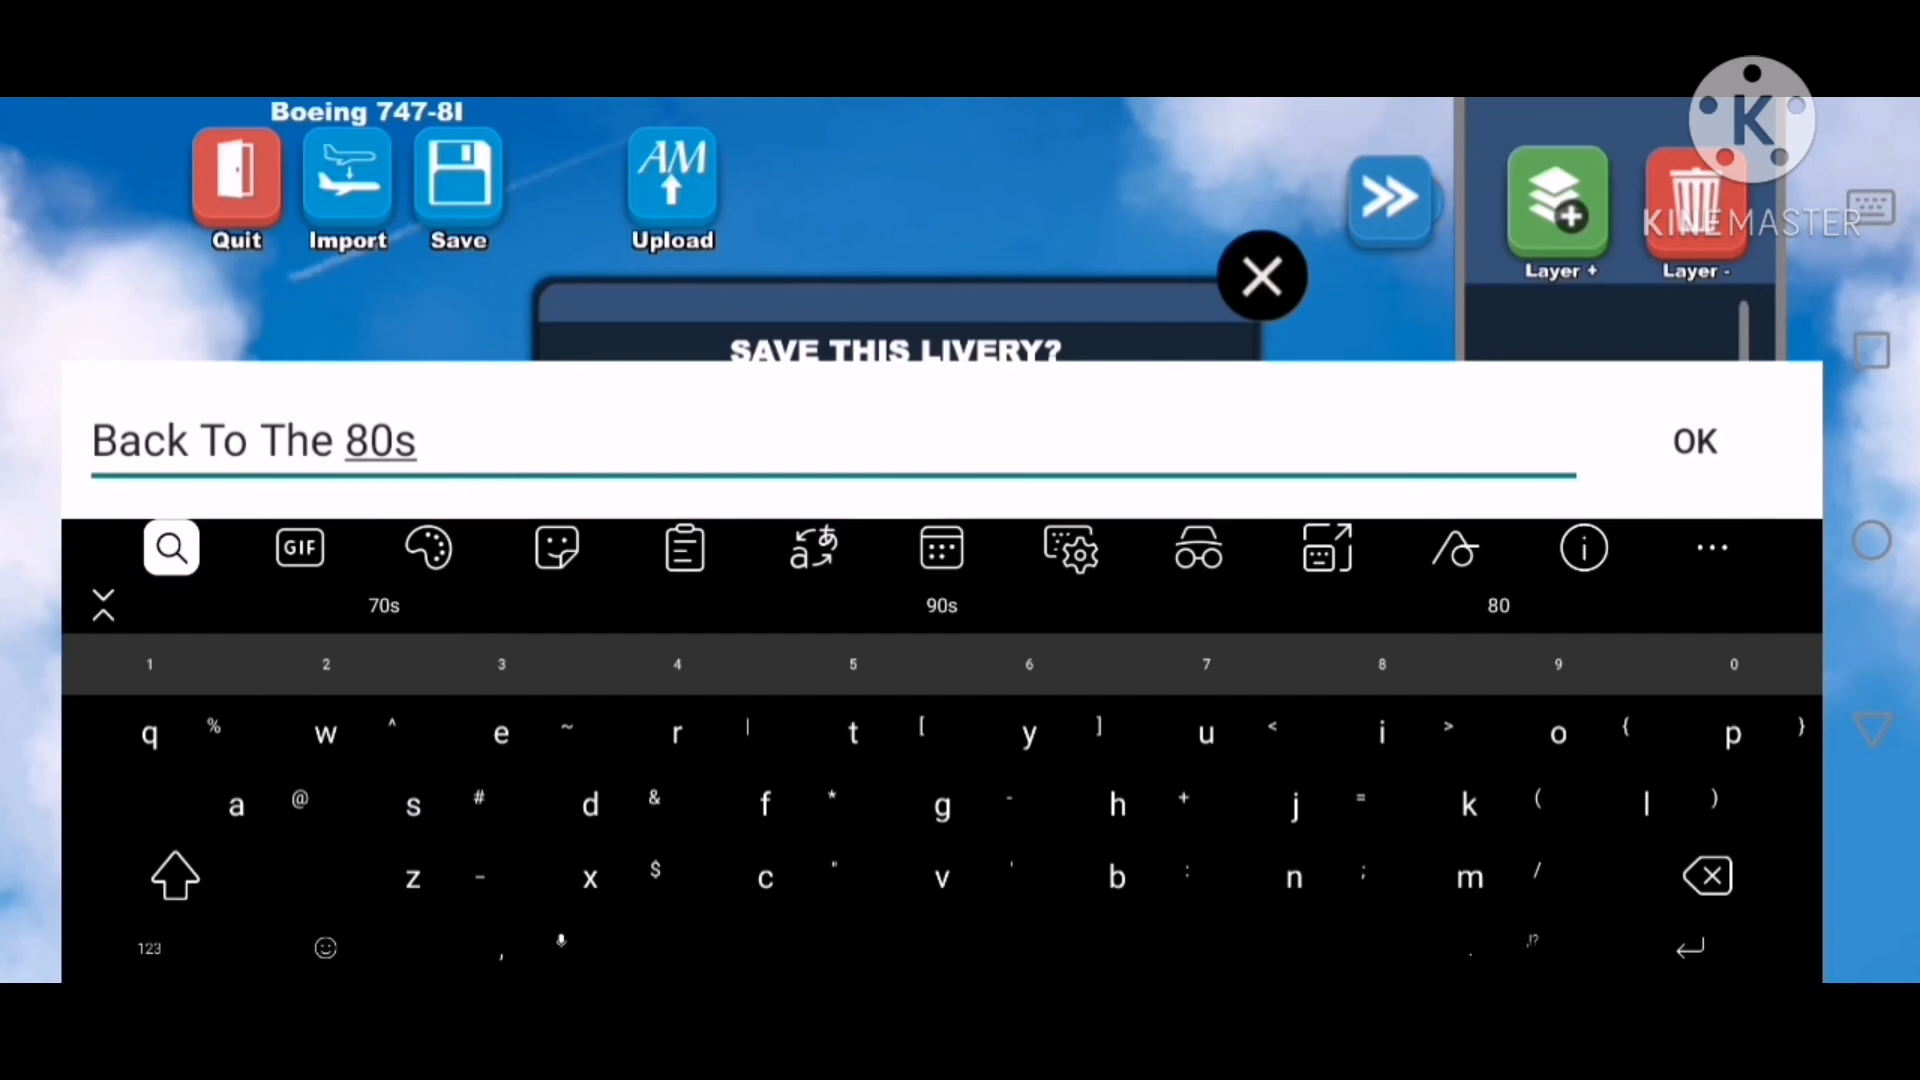 Boeing 747-8I
AM
Quit Import Save Upload
K
KINEMASTER
Layer + Layer -
SAVE THIS LIVERY?
Back To The 80s
OK
GIF
a あ
70s 90s 80
1 2 3 4 5 6 7 8 9 0
q % w ^ e ~ r | t [ y ] u < i > o { p }
a @ s # d & f * g - h + j = k ( l )
z _ x $ c " v ' b : n ; m /
123 , . ,!?